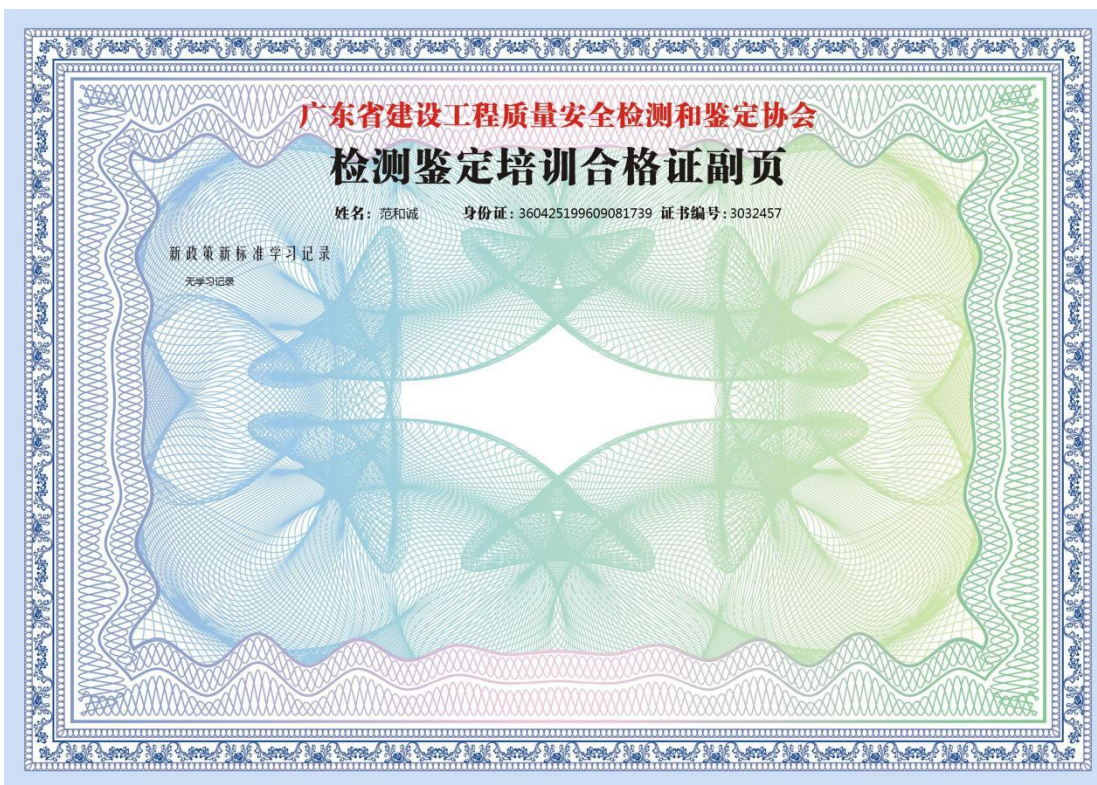 广东省建设工程质量安全检测和鉴定协会
检测鉴定培训合格证副页
姓名：范和诚 身份证：360425199609081739 证书编号：3032457
新政策新标准学习记录
无学习记录